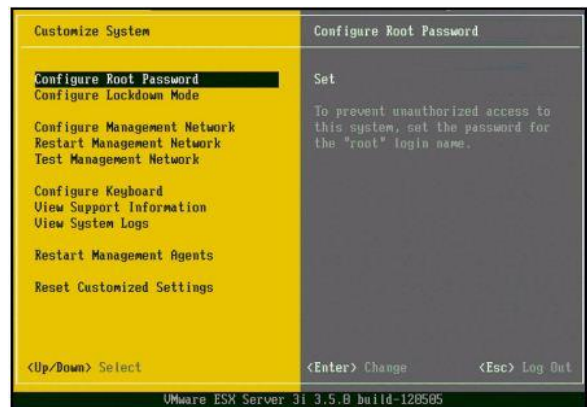 Customize System
Configure Root Password
Configure Root Password
Configure Lockdown Mode
Configure Management Network
Restart Management Network
Test Management Network
Configure Keyboard
View Support Information
View System Logs
Restart Management Agents
Reset Customized Settings
Set
To prevent unauthorized access to
this system, set the password for
the "root" login name.
<Up/Down> Select
<Enter> Change
<Esc> Log Out
VMware ESX Server 3i 3.5.0 build-120505